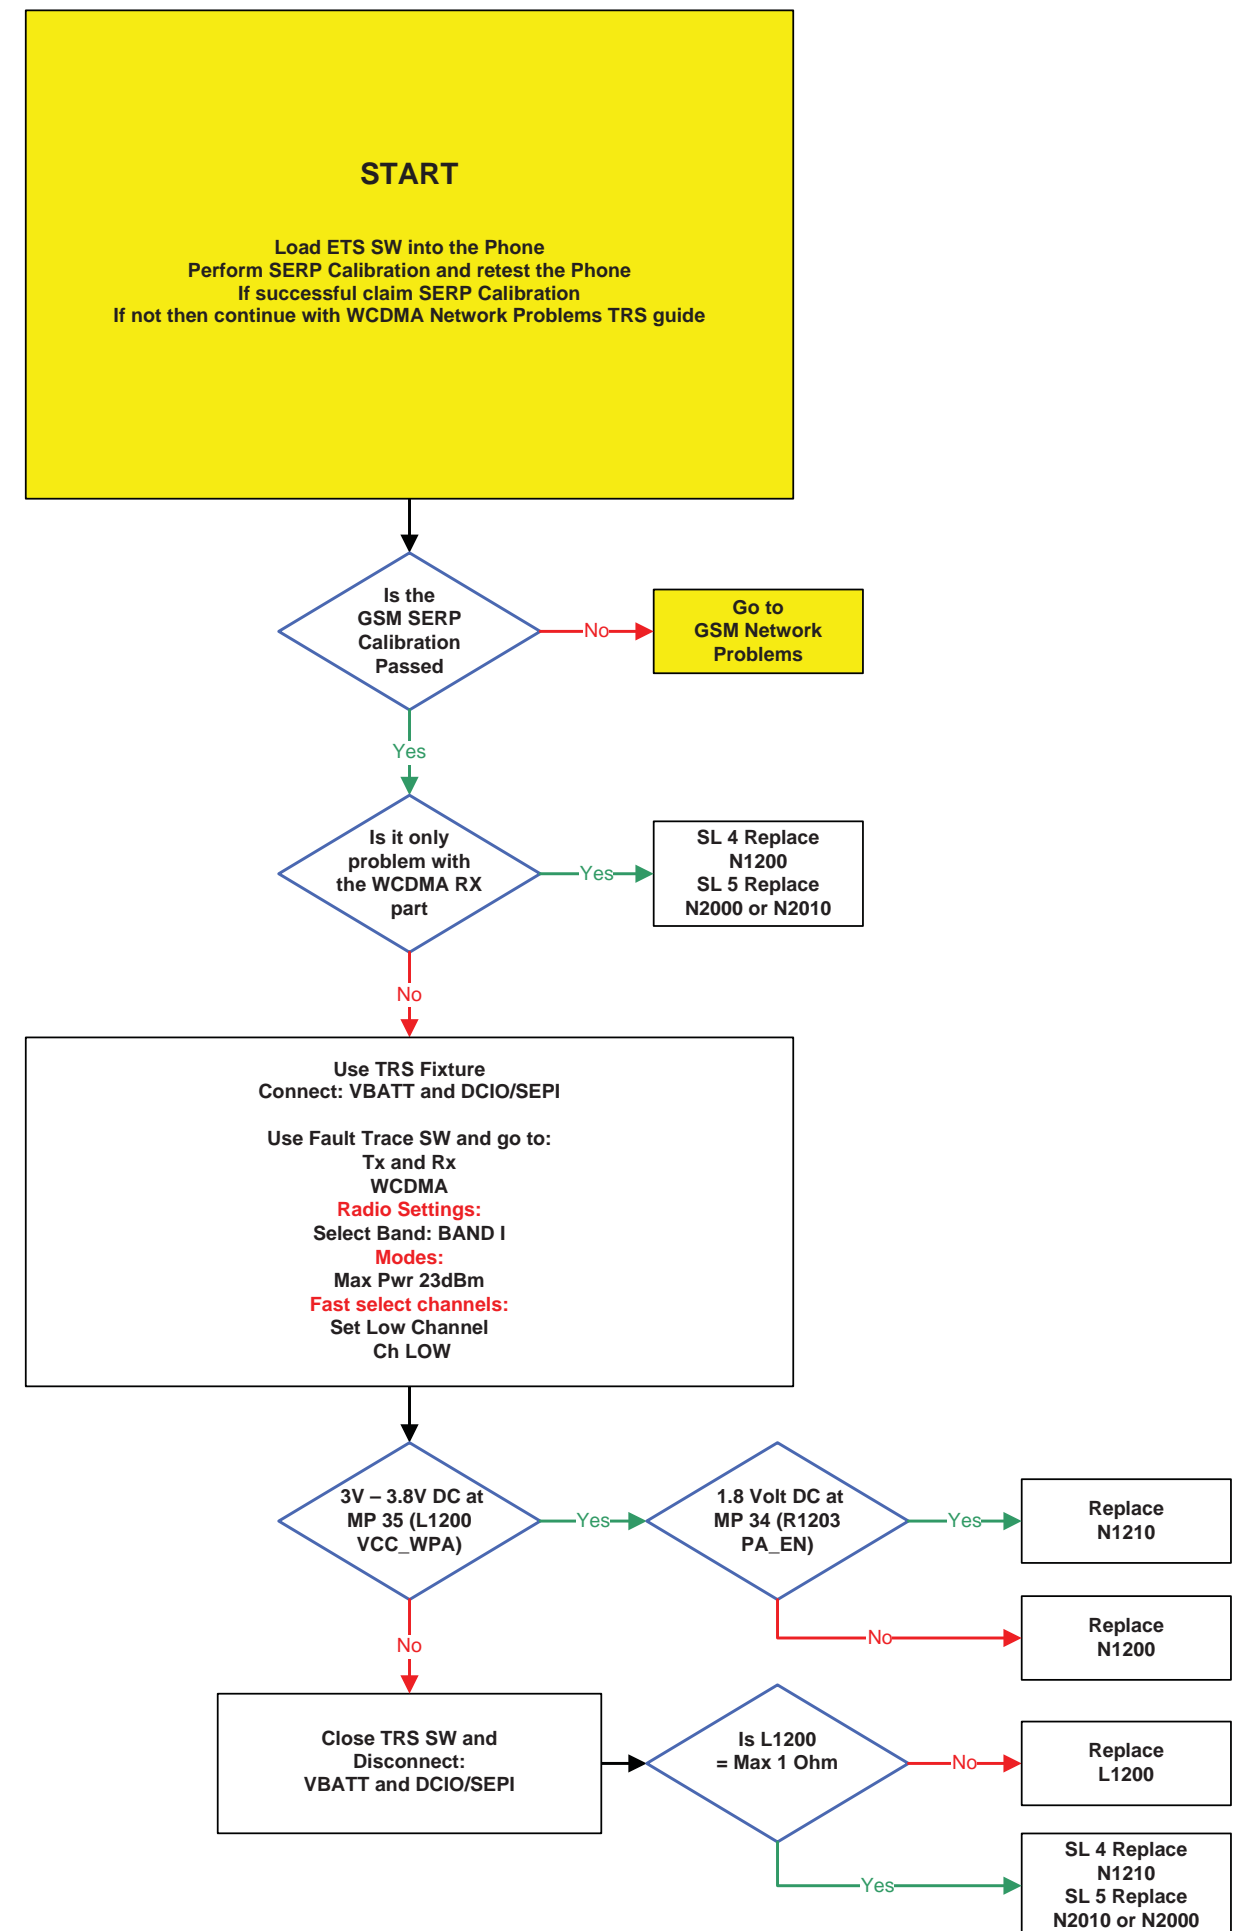 START
Load ETS SW into the Phone
Perform SERP Calibration and retest the Phone
If successful claim SERP Calibration
If not then continue with WCDMA Network Problems TRS guide
Is the
GSM SERP
Calibration
Passed
No
Go to
GSM Network
Problems
Yes
Is it only
problem with
the WCDMA RX
part
Yes
SL 4 Replace
N1200
SL 5 Replace
N2000 or N2010
No
Use TRS Fixture
Connect: VBATT and DCIO/SEPI
Use Fault Trace SW and go to:
Tx and Rx
WCDMA
Radio Settings:
Select Band: BAND I
Modes:
Max Pwr 23dBm
Fast select channels:
Set Low Channel
Ch LOW
3V – 3.8V DC at
MP 35 (L1200
VCC_WPA)
Yes
1.8 Volt DC at
MP 34 (R1203
PA_EN)
Yes
Replace
N1210
No
Replace
N1200
No
Close TRS SW and
Disconnect:
VBATT and DCIO/SEPI
Is L1200
= Max 1 Ohm
No
Replace
L1200
Yes
SL 4 Replace
N1210
SL 5 Replace
N2010 or N2000